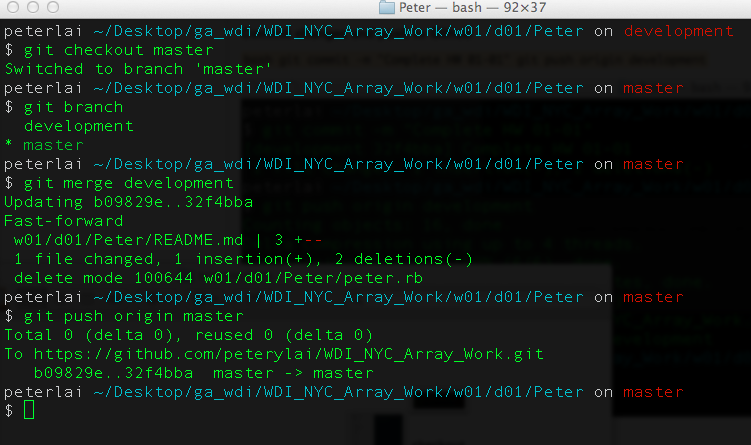 Peter — bash — 92×37
peterlai ~/Desktop/ga_wdi/WDI_NYC_Array_Work/w01/d01/Peter on development
$ git checkout master
Switched to branch 'master'
peterlai ~/Desktop/ga_wdi/WDI_NYC_Array_Work/w01/d01/Peter on master
$ git branch
  development
* master
peterlai ~/Desktop/ga_wdi/WDI_NYC_Array_Work/w01/d01/Peter on master
$ git merge development
Updating b09829e..32f4bba
Fast-forward
 w01/d01/Peter/README.md | 3 +--
 1 file changed, 1 insertion(+), 2 deletions(-)
 delete mode 100644 w01/d01/Peter/peter.rb
peterlai ~/Desktop/ga_wdi/WDI_NYC_Array_Work/w01/d01/Peter on master
$ git push origin master
Total 0 (delta 0), reused 0 (delta 0)
To https://github.com/peterylai/WDI_NYC_Array_Work.git
   b09829e..32f4bba  master -> master
peterlai ~/Desktop/ga_wdi/WDI_NYC_Array_Work/w01/d01/Peter on master
$